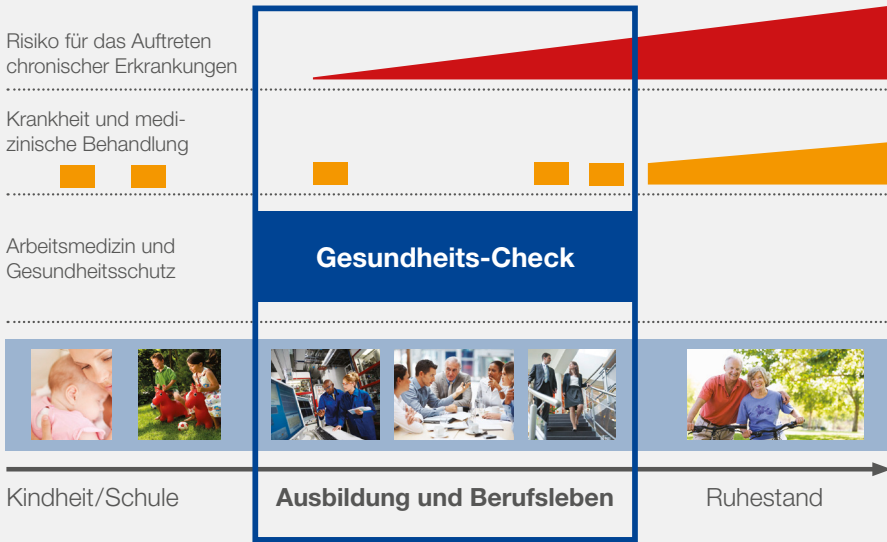 Risiko für das Auftreten
chronischer Erkrankungen
Krankheit und medi-
zinische Behandlung
Arbeitsmedizin und
Gesundheitsschutz
Gesundheits-Check
Kindheit/Schule
Ausbildung und Berufsleben
Ruhestand